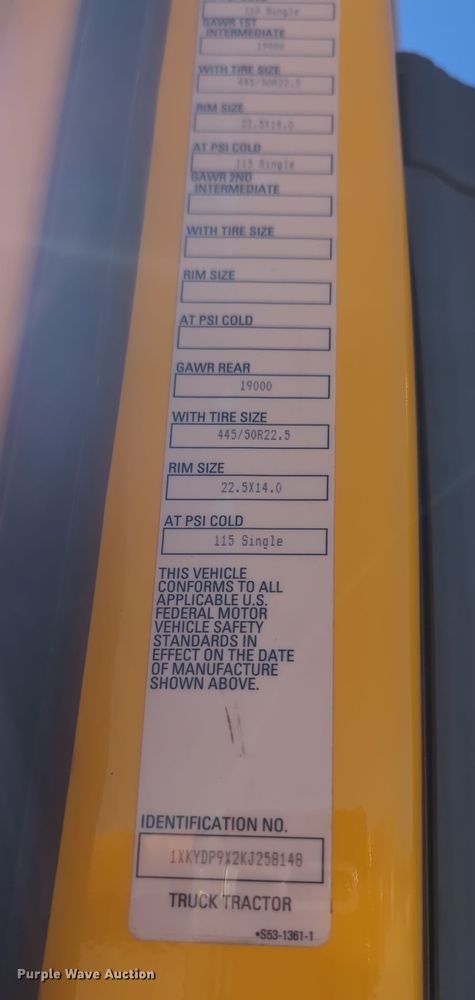 110 Single
GAWR 1ST
INTERMEDIATE
19000
WITH TIRE SIZE
445/50R22.5
RIM SIZE
22.5X14.0
AT PSI COLD
115 Single
GAWR 2ND
INTERMEDIATE
WITH TIRE SIZE
RIM SIZE
AT PSI COLD
GAWR REAR
19000
WITH TIRE SIZE
445/50R22.5
RIM SIZE
22.5X14.0
AT PSI COLD
115 Single
THIS VEHICLE
CONFORMS TO ALL
APPLICABLE U.S.
FEDERAL MOTOR
VEHICLE SAFETY
STANDARDS IN
EFFECT ON THE DATE
OF MANUFACTURE
SHOWN ABOVE.
IDENTIFICATION NO.
1XKYDP9X2KJ258148
TRUCK TRACTOR
*S53-1361-1
Purple Wave Auction